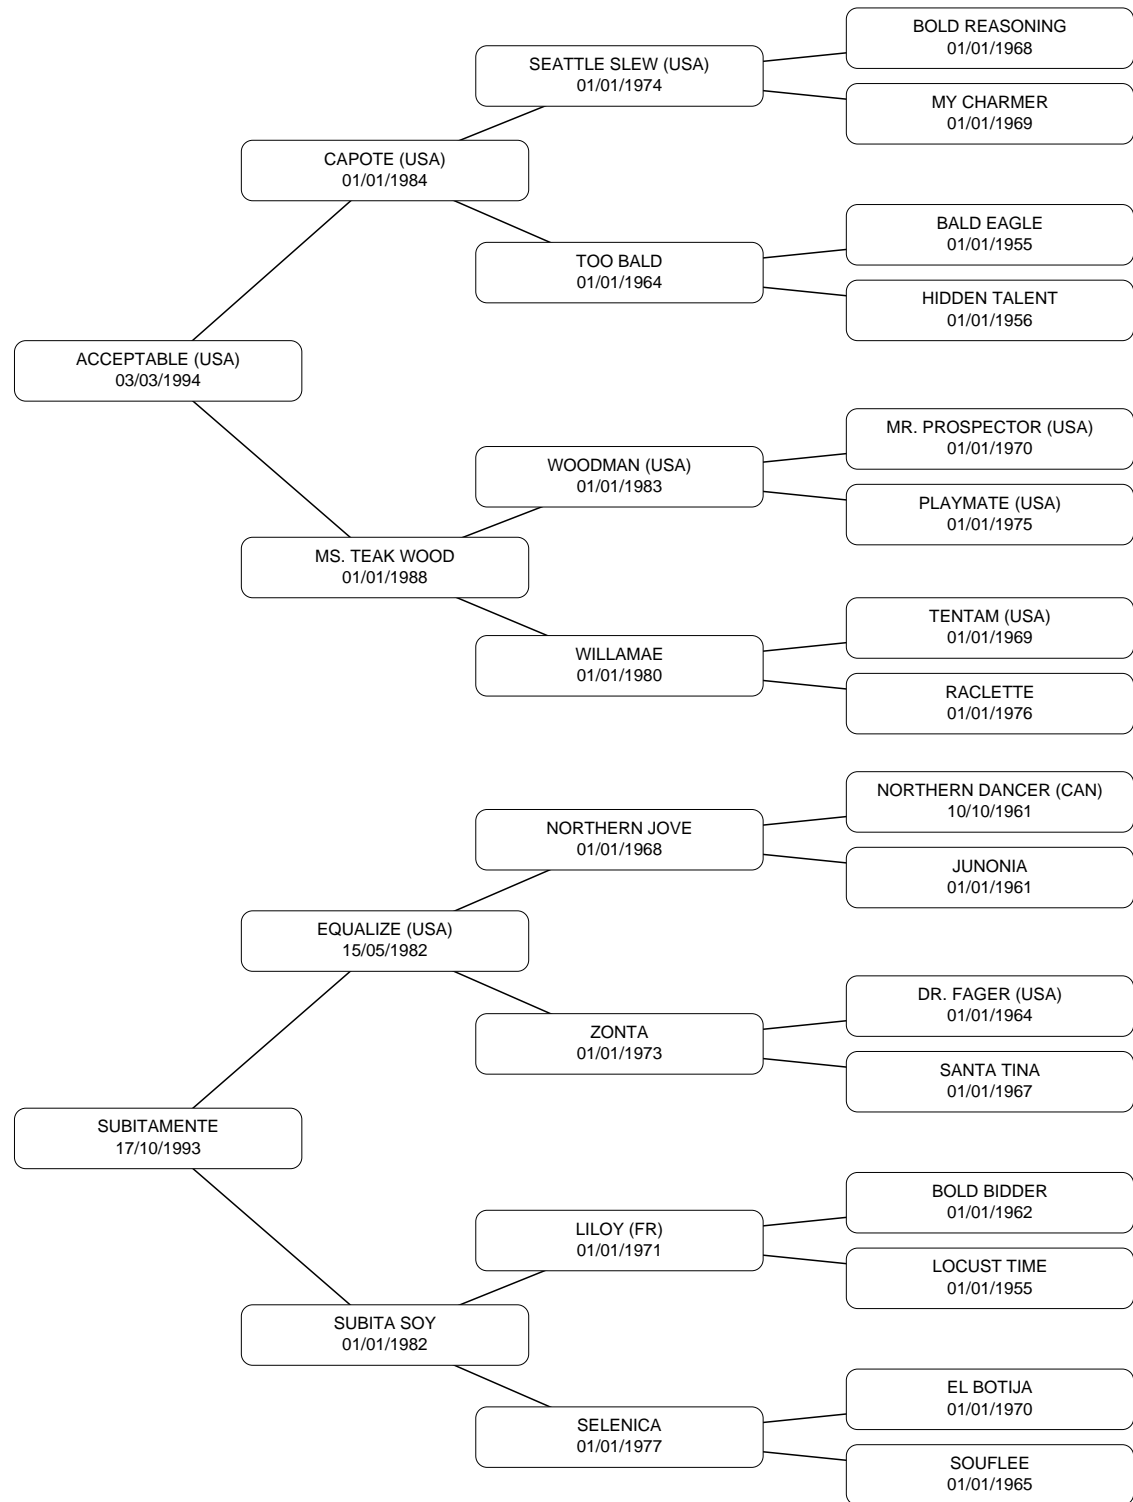 BOLD REASONING
01/01/1968
SEATTLE SLEW (USA)
01/01/1974
MY CHARMER
01/01/1969
CAPOTE (USA)
01/01/1984
BALD EAGLE
01/01/1955
TOO BALD
01/01/1964
HIDDEN TALENT
01/01/1956
ACCEPTABLE (USA)
03/03/1994
MR. PROSPECTOR (USA)
01/01/1970
WOODMAN (USA)
01/01/1983
PLAYMATE (USA)
01/01/1975
MS. TEAK WOOD
01/01/1988
TENTAM (USA)
01/01/1969
WILLAMAE
01/01/1980
RACLETTE
01/01/1976
NORTHERN DANCER (CAN)
10/10/1961
NORTHERN JOVE
01/01/1968
JUNONIA
01/01/1961
EQUALIZE (USA)
15/05/1982
DR. FAGER (USA)
01/01/1964
ZONTA
01/01/1973
SANTA TINA
01/01/1967
SUBITAMENTE
17/10/1993
BOLD BIDDER
01/01/1962
LILOY (FR)
01/01/1971
LOCUST TIME
01/01/1955
SUBITA SOY
01/01/1982
EL BOTIJA
01/01/1970
SELENICA
01/01/1977
SOUFLEE
01/01/1965